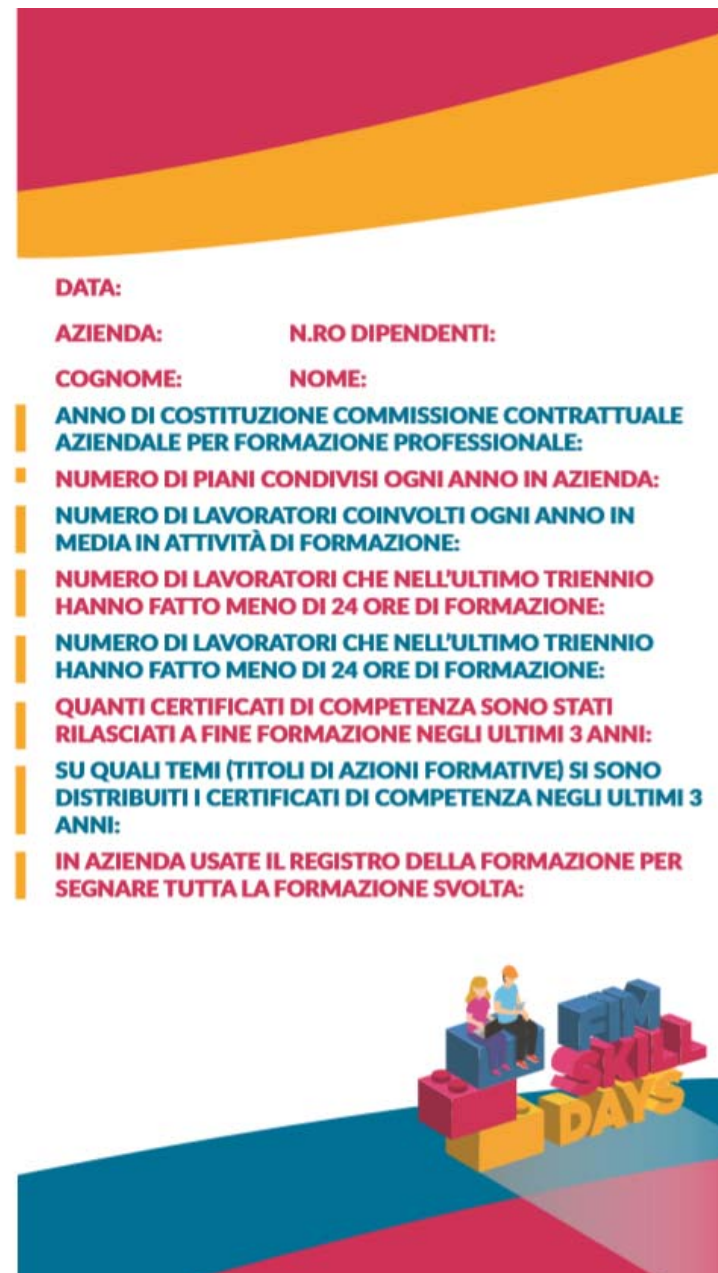 DATA:
AZIENDA: N.RO DIPENDENTI:
COGNOME: NOME:
ANNO DI COSTITUZIONE COMMISSIONE CONTRATTUALE
AZIENDALE PER FORMAZIONE PROFESSIONALE:
NUMERO DI PIANI CONDIVISI OGNI ANNO IN AZIENDA:
NUMERO DI LAVORATORI COINVOLTI OGNI ANNO IN
MEDIA IN ATTIVITÀ DI FORMAZIONE:
NUMERO DI LAVORATORI CHE NELL'ULTIMO TRIENNIO
HANNO FATTO MENO DI 24 ORE DI FORMAZIONE:
NUMERO DI LAVORATORI CHE NELL'ULTIMO TRIENNIO
HANNO FATTO MENO DI 24 ORE DI FORMAZIONE:
QUANTI CERTIFICATI DI COMPETENZA SONO STATI
RILASCIATI A FINE FORMAZIONE NEGLI ULTIMI 3 ANNI:
SU QUALI TEMI (TITOLI DI AZIONI FORMATIVE) SI SONO
DISTRIBUITI I CERTIFICATI DI COMPETENZA NEGLI ULTIMI 3
ANNI:
IN AZIENDA USATE IL REGISTRO DELLA FORMAZIONE PER
SEGNARE TUTTA LA FORMAZIONE SVOLTA:
FIM
SKILL
DAYS